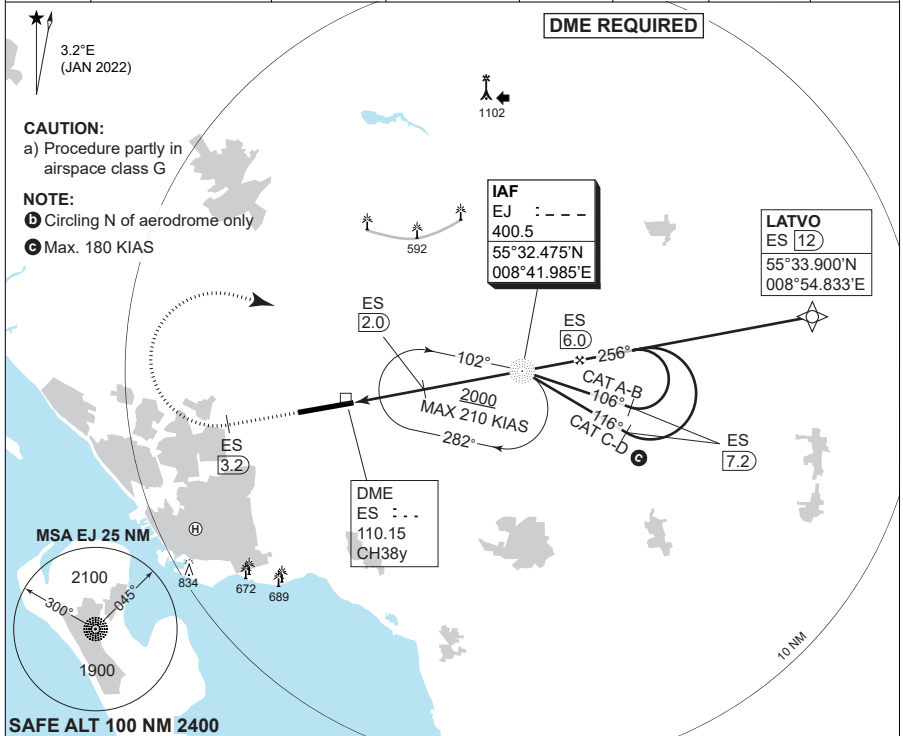 DME REQUIRED
3.2°E
(JAN 2022)
1102
CAUTION:
a) Procedure partly in
airspace class G
NOTE:
b Circling N of aerodrome only
c Max. 180 KIAS
592
IAF
EJ
400.5
55°32.475'N
008°41.985'E
LATVO
ES 12
55°33.900'N
008°54.833'E
ES
2.0
ES
6.0
102°
256°
CAT A-B
106°
2000
MAX 210 KIAS
116°
CAT C-D c
282°
ES
7.2
ES
3.2
DME
ES
110.15
CH38y
H
MSA EJ 25 NM
2100
300°
045°
1900
834
672
689
10 NM
SAFE ALT 100 NM 2400